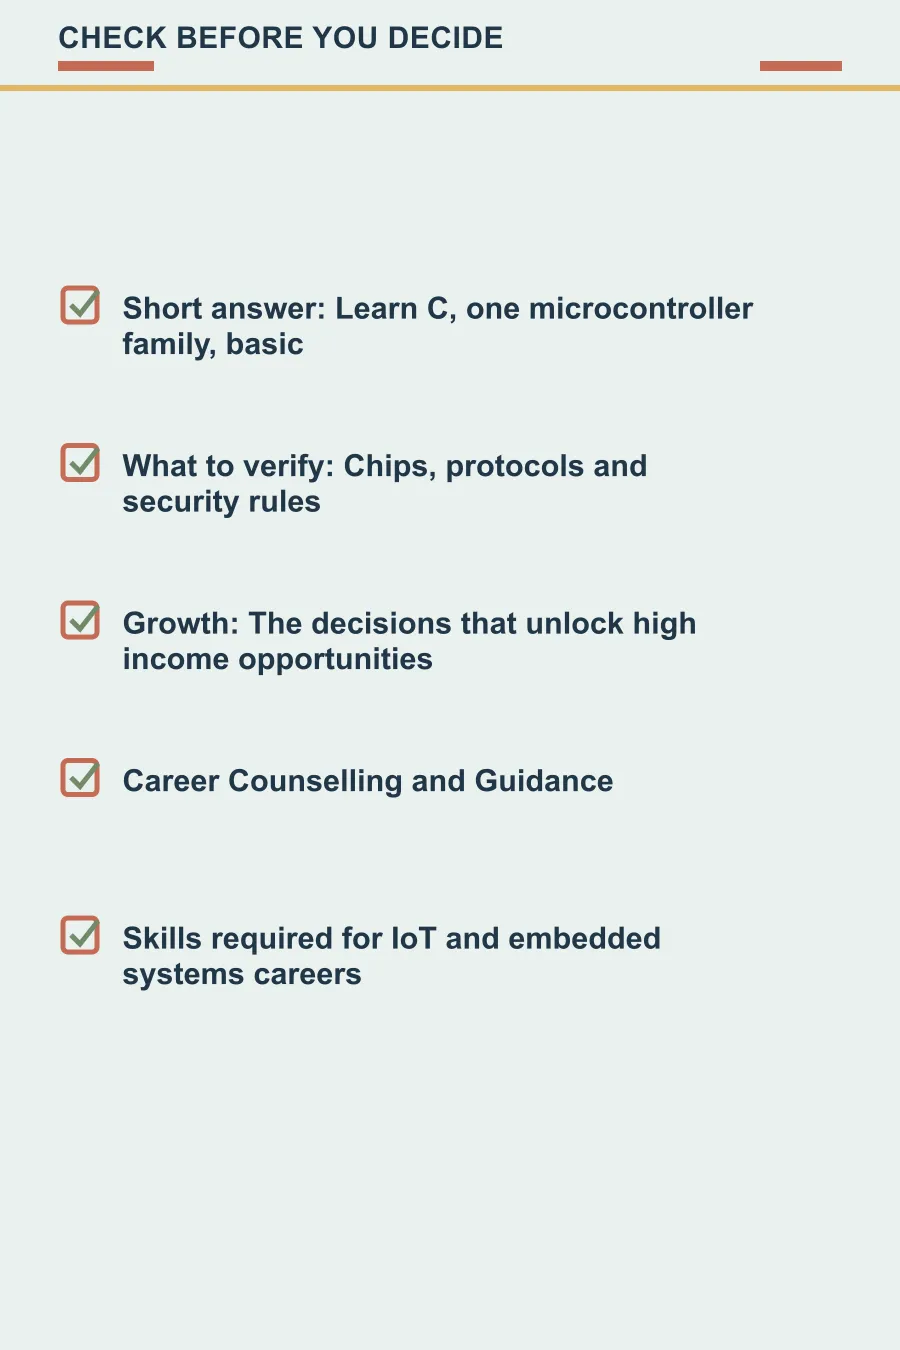 CHECK BEFORE YOU DECIDE
Short answer: Learn C, one microcontroller
family, basic
What to verify: Chips, protocols and
security rules
Growth: The decisions that unlock high
income opportunities
Career Counselling and Guidance
Skills required for IoT and embedded
systems careers